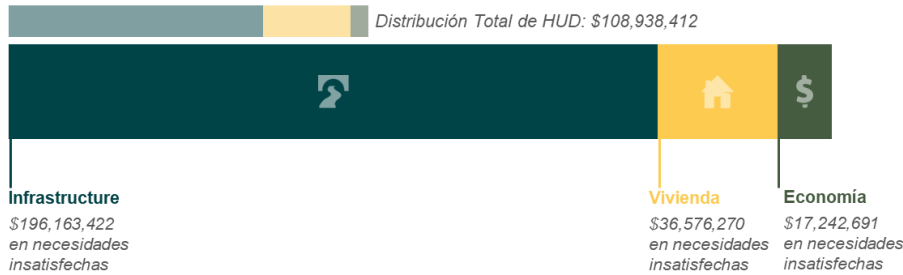 Distribución Total de HUD: $108,938,412
$
Infrastructure
$196,163,422
en necesidades
insatisfechas
Vivienda
$36,576,270
en necesidades
insatisfechas
Economía
$17,242,691
en necesidades
insatisfechas